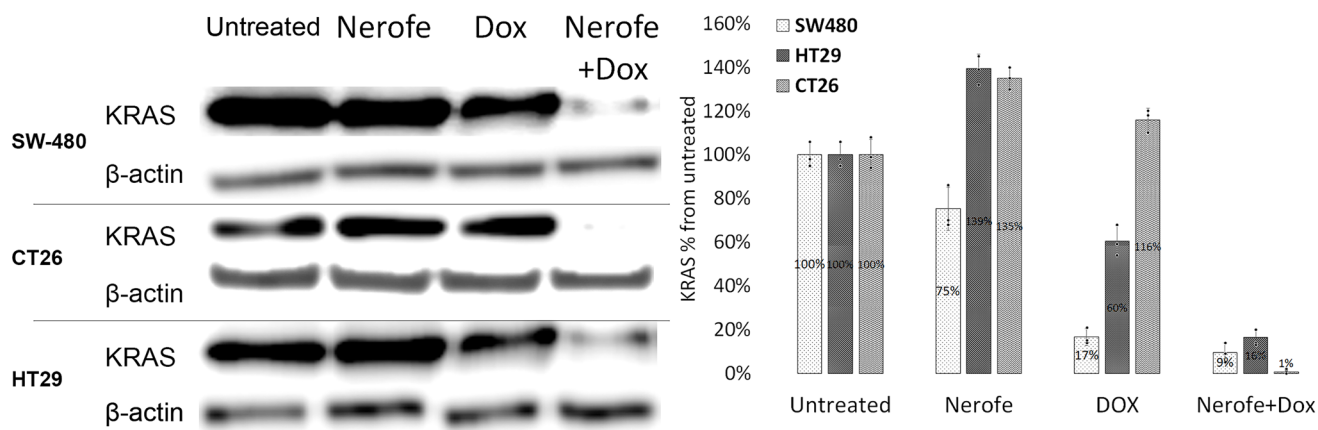 Untreated Nerofe Dox Nerofe
+Dox
SW-480
KRAS
β-actin
CT26
KRAS
β-actin
HT29
KRAS
β-actin
KRAS % from untreated
160%
140%
120%
100%
80%
60%
40%
20%
0%
SW480
HT29
CT26
100% 100% 100%
75% 139% 135%
17% 60% 116%
9% 16% 1%
Untreated Nerofe DOX Nerofe+Dox